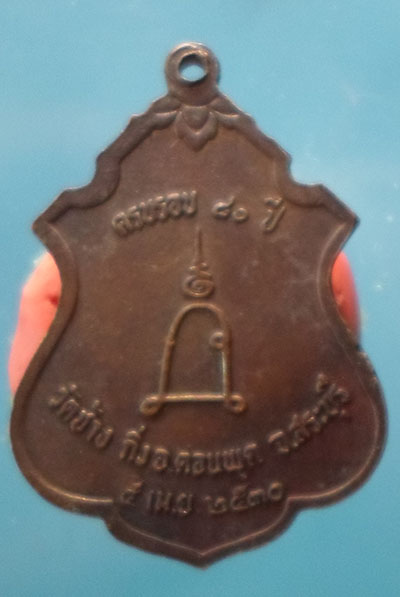 ครบรอบ ๘๐ ปี
วัดช้าง กิ่งอ.ดอนพุด จ.สระบุรี
๕ เม.ย. ๒๕๓๐